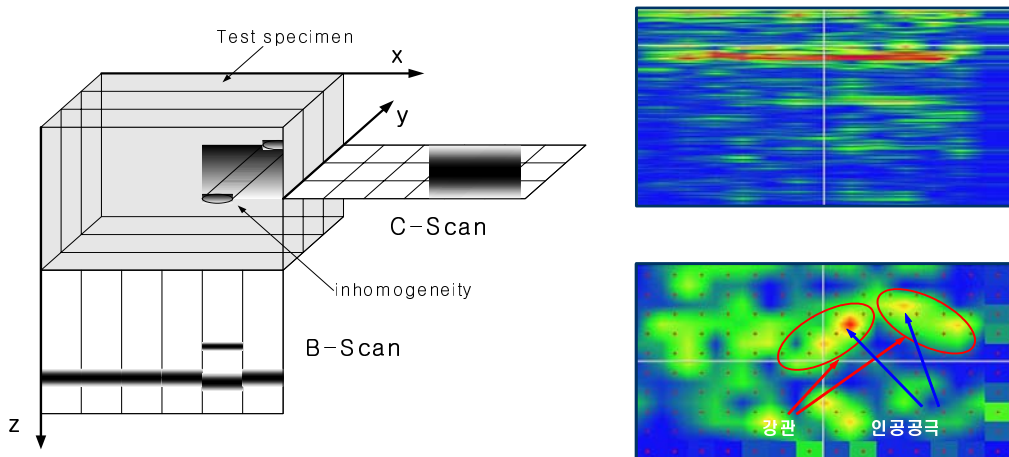 Test specimen
x
y
C-Scan
inhomogeneity
B-Scan
z
강관
인공공극